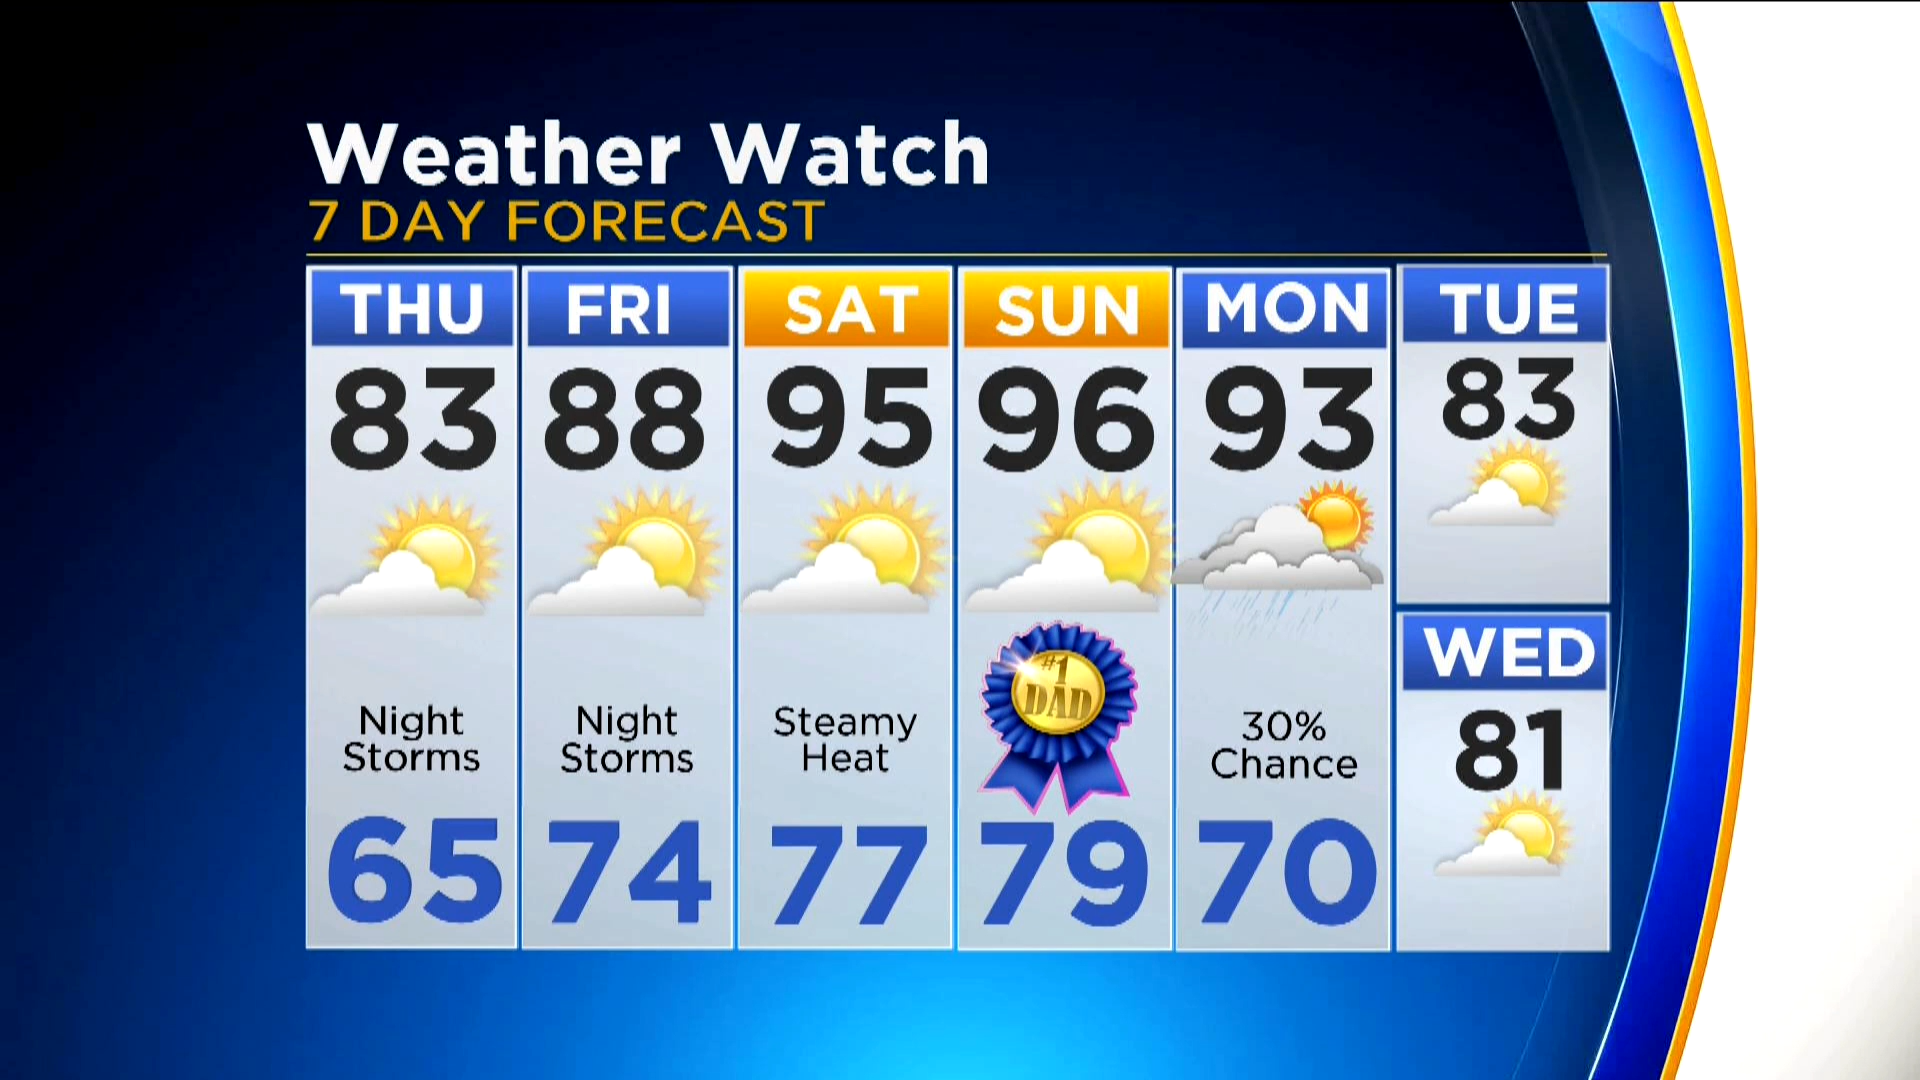 Weather Watch
7 DAY FORECAST
THU
83
Night
Storms
65
FRI
88
Night
Storms
74
SAT
95
Steamy
Heat
77
SUN
96
#1
DAD
79
MON
93
30%
Chance
70
TUE
83
WED
81